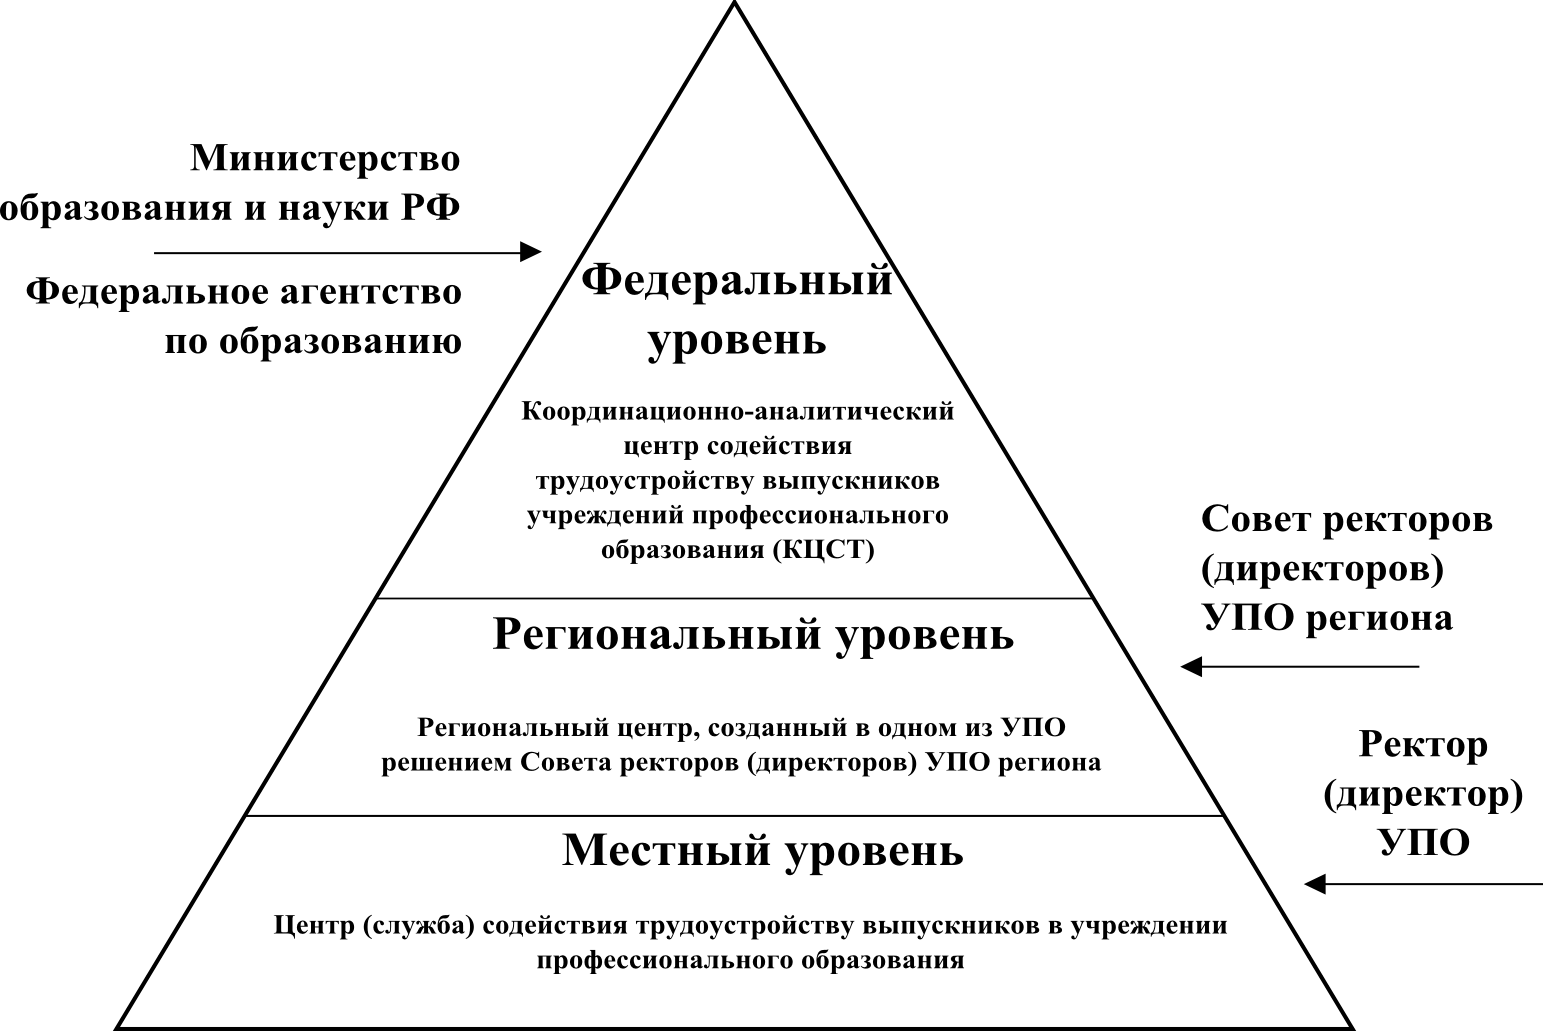 Министерство
образования и науки РФ
Федеральное агентство
по образованию
Федеральный
уровень
Координационно-аналитический
центр содействия
трудоустройству выпускников
учреждений профессионального
образования (КЦСТ)
Совет ректоров
(директоров)
УПО региона
Региональный уровень
Региональный центр, созданный в одном из УПО
решением Совета ректоров (директоров) УПО региона
Ректор
(директор)
УПО
Местный уровень
Центр (служба) содействия трудоустройству выпускников в учреждении
профессионального образования